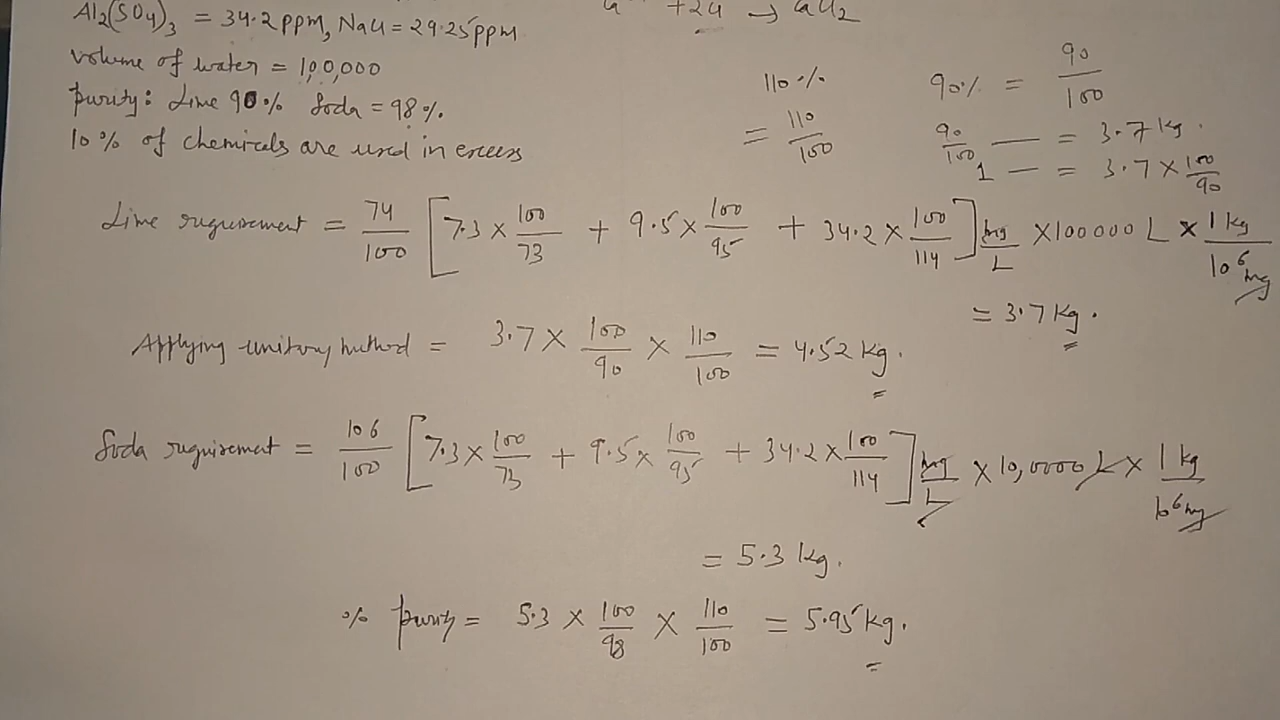 Al2(SO4)3 = 34.2 ppm, NaCl = 29.25 ppm
+2Cl → CaCl2
volume of water = 1,00,000
purity: Lime 90% Soda = 98%.
10% of chemicals are used in excess
110%
= 110/100
90% = 90/100
90/100 — = 3.7 kg.
1 — = 3.7 × 100/90
Lime requirement = 74/100 [7.3 × 100/73 + 9.5 × 100/95 + 34.2 × 100/114] mg/L × 100000 L × 1 kg/10^6 mg
= 3.7 kg.
Applying unitary method = 3.7 × 100/90 × 110/100 = 4.52 kg.
Soda requirement = 106/100 [7.3 × 100/73 + 9.5 × 100/95 + 34.2 × 100/114] mg/L × 10,0000 L × 1 kg/10^6 mg
= 5.3 kg.
% purity = 5.3 × 100/98 × 110/100 = 5.95 kg.